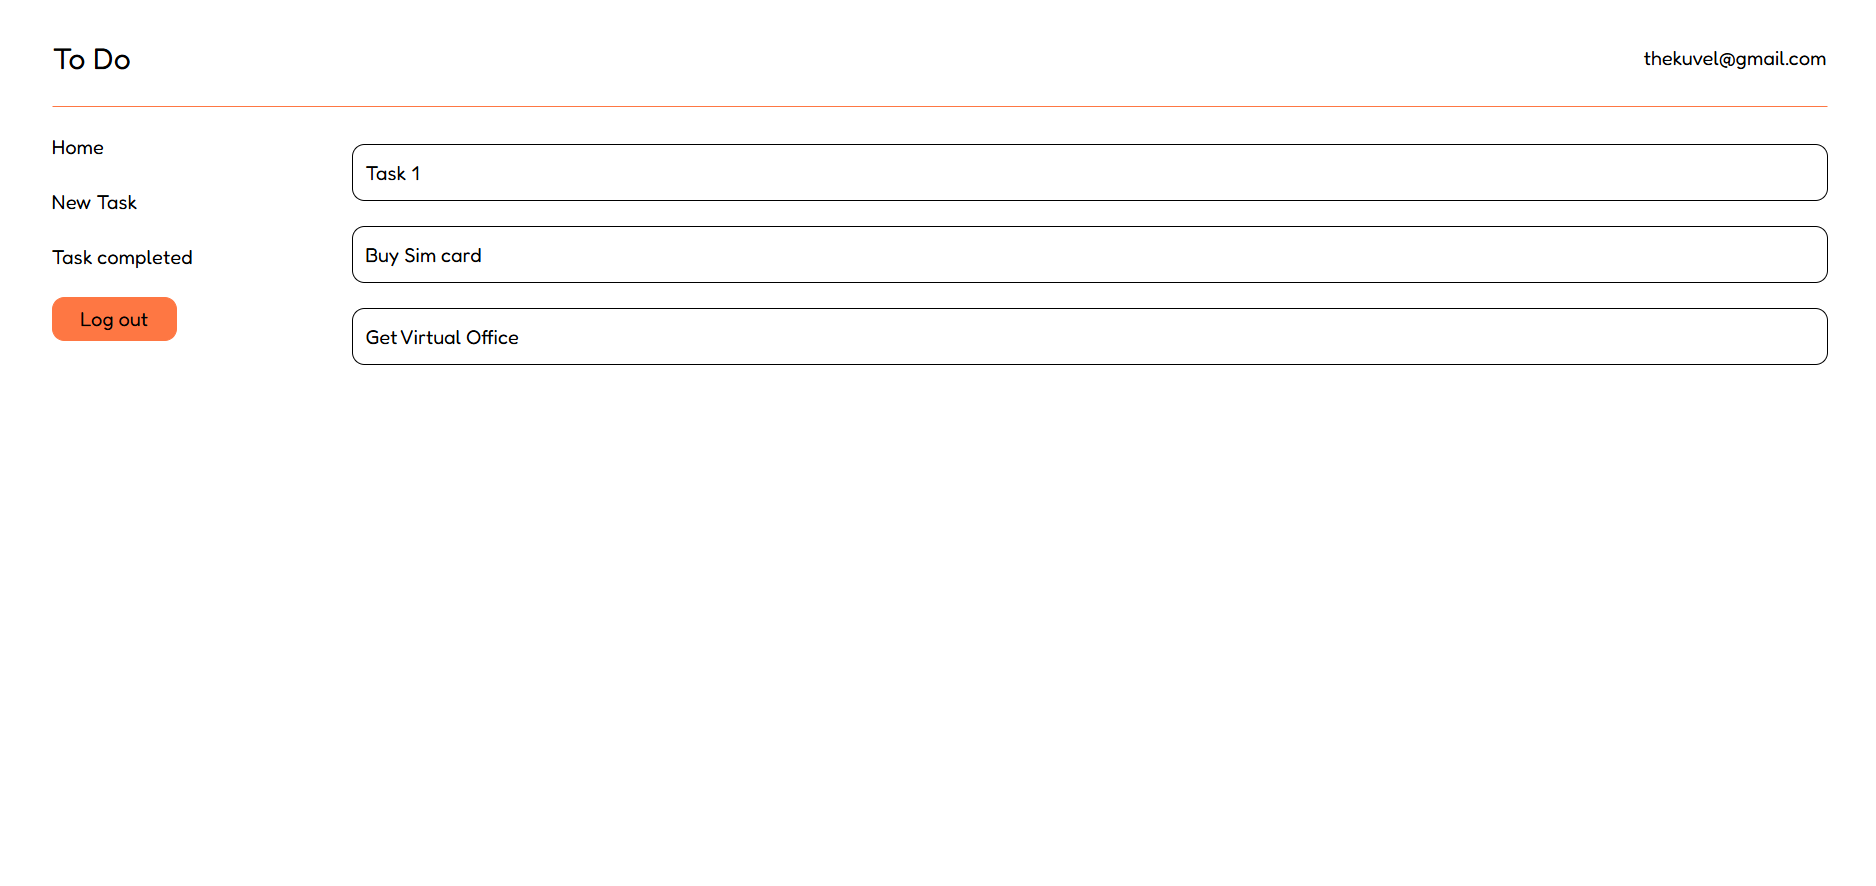 To Do
thekuvel@gmail.com
Home
New Task
Task completed
Log out
Task 1
Buy Sim card
Get Virtual Office